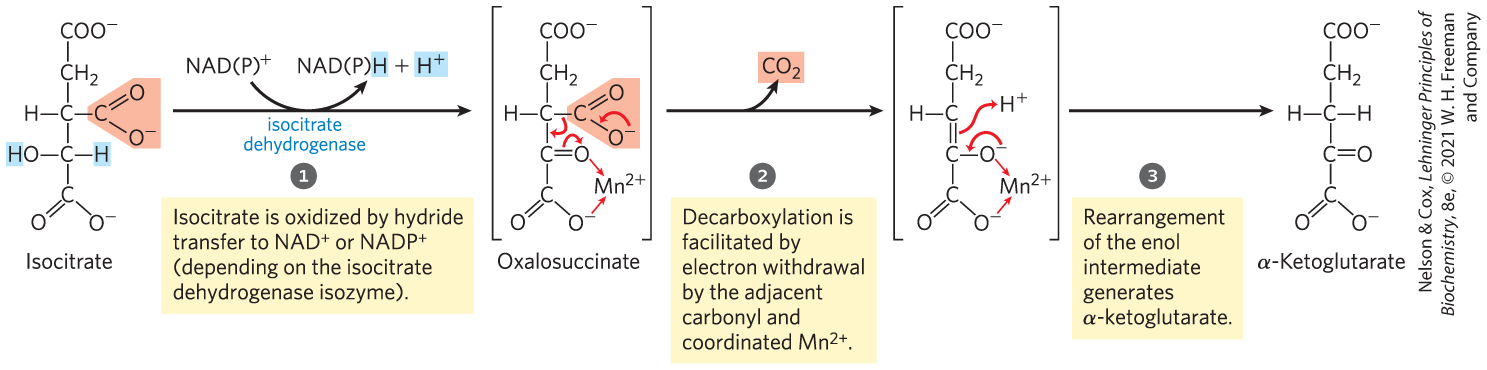 COO⁻
CH₂
H–C–C
O
O⁻
HO–C–H
C
O
O⁻
Isocitrate
NAD(P)⁺ NAD(P)H + H⁺
isocitrate
dehydrogenase
1
Isocitrate is oxidized by hydride
transfer to NAD⁺ or NADP⁺
(depending on the isocitrate
dehydrogenase isozyme).
COO⁻
CH₂
H–C–C
O
O⁻
C=O
Mn²⁺
C
O
O⁻
Oxalosuccinate
CO₂
2
Decarboxylation is
facilitated by
electron withdrawal
by the adjacent
carbonyl and
coordinated Mn²⁺.
COO⁻
CH₂
H–C
H⁺
C–O⁻
Mn²⁺
C
O
O⁻
3
Rearrangement
of the enol
intermediate
generates
α-ketoglutarate.
COO⁻
CH₂
H–C–H
C=O
C
O
O⁻
α-Ketoglutarate
Nelson & Cox, Lehninger Principles of
Biochemistry, 8e, © 2021 W. H. Freeman
and Company